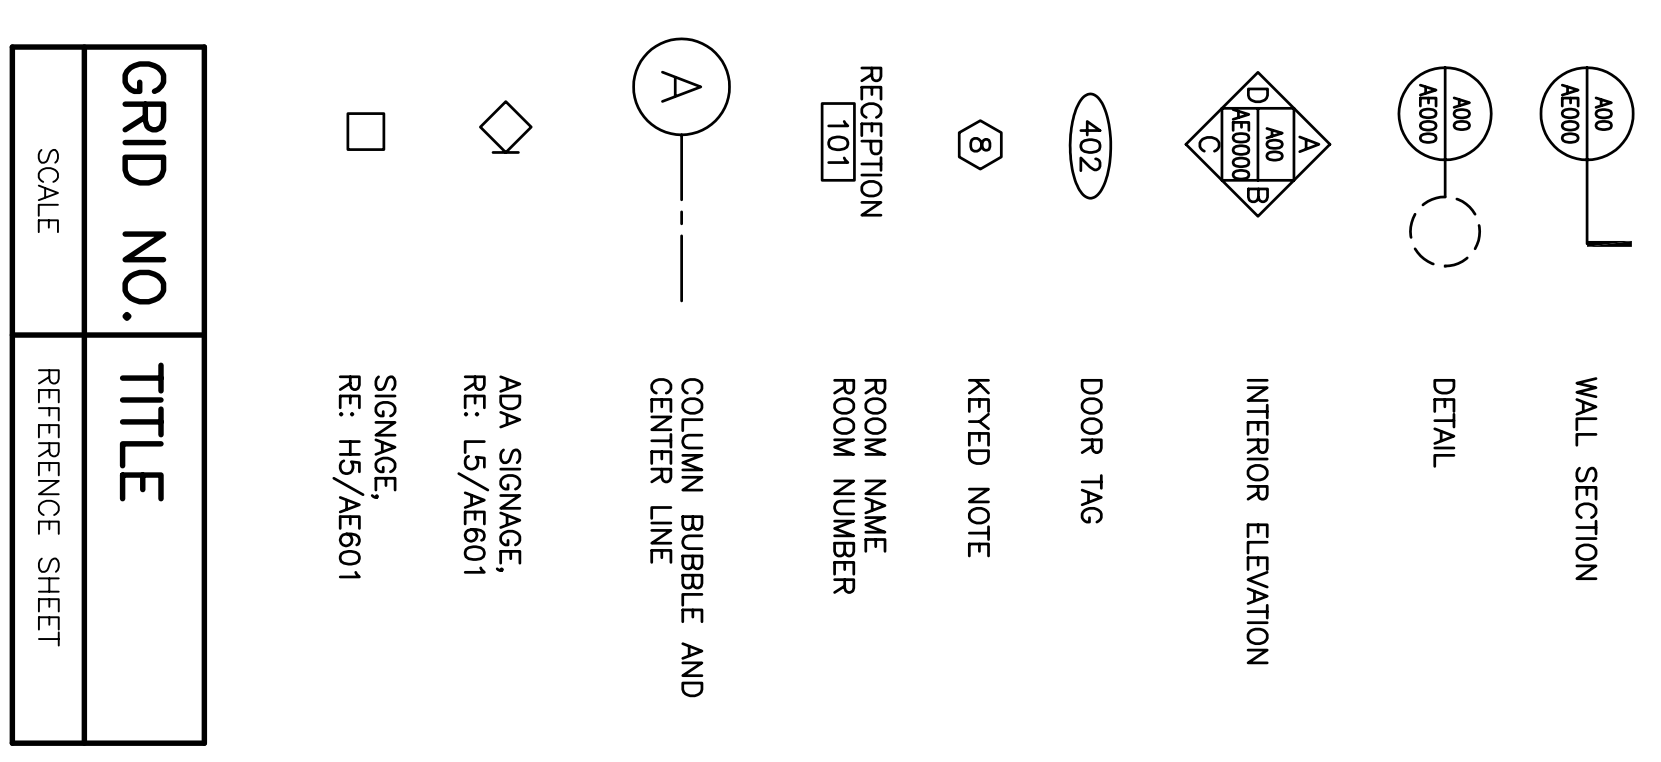 A00
AE000
WALL SECTION
A00
AE000
DETAIL
A
D
A00
AE0000
B
C
INTERIOR ELEVATION
402
DOOR TAG
8
KEYED NOTE
RECEPTION
101
ROOM NAME
ROOM NUMBER
A
COLUMN BUBBLE AND
CENTER LINE
ADA SIGNAGE,
RE: L5/AE601
SIGNAGE,
RE: H5/AE601
GRID NO.
TITLE
SCALE
REFERENCE SHEET